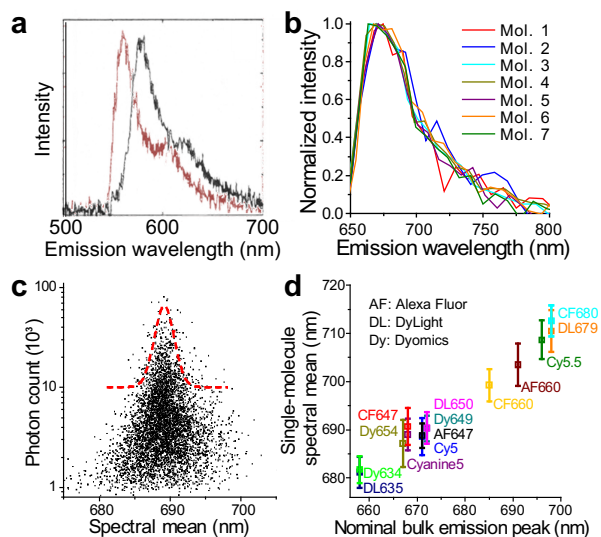 a
Intensity
500
600
700
Emission wavelength (nm)
b
Normalized intensity
1.0
0.8
0.6
0.4
0.2
0.0
650
700
750
800
Emission wavelength (nm)
Mol. 1
Mol. 2
Mol. 3
Mol. 4
Mol. 5
Mol. 6
Mol. 7
c
Photon count (10³)
100
10
1
680
690
700
Spectral mean (nm)
d
Single-molecule
spectral mean (nm)
720
710
700
690
680
660
670
680
690
700
Nominal bulk emission peak (nm)
AF: Alexa Fluor
DL: DyLight
Dy: Dyomics
CF680
DL679
Cy5.5
AF660
CF660
CF647
DL650
Dy654
Dy649
AF647
Cy5
Cyanine5
Dy634
DL635